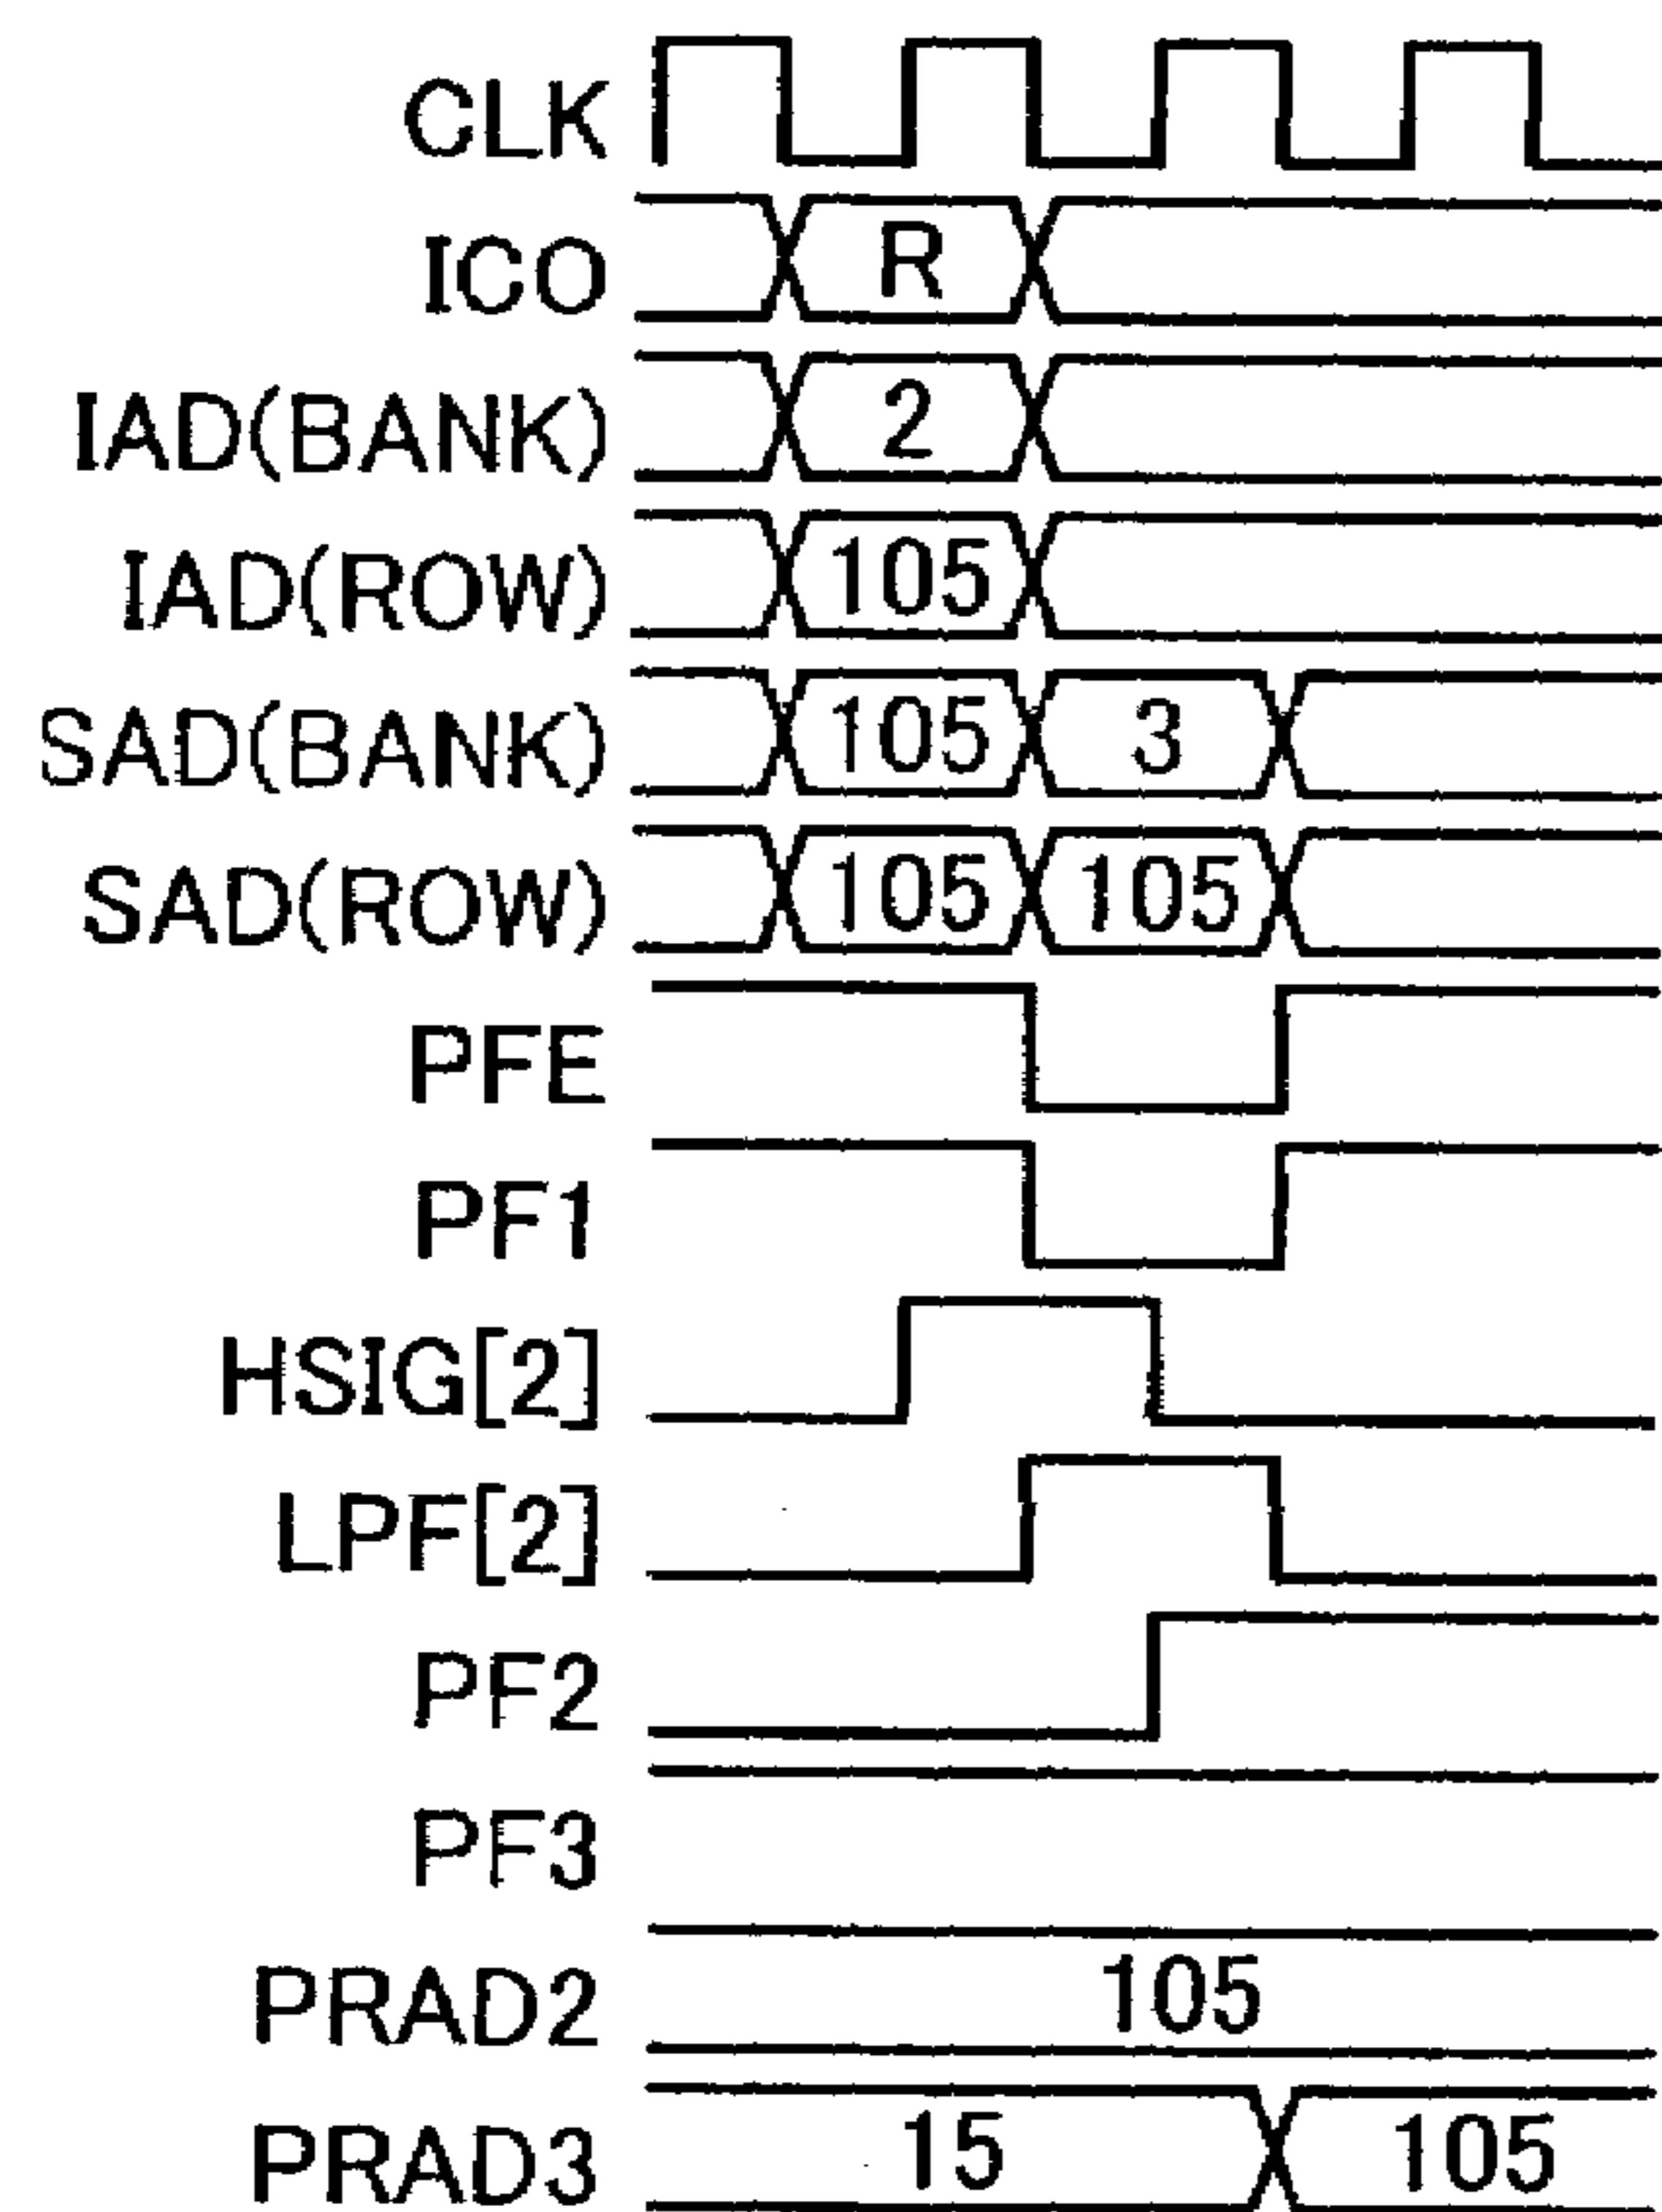 CLK
ICO R
IAD(BANK) 2
IAD(ROW) 105
SAD(BANK) 105 3
SAD(ROW) 105 105
PFE
PF1
HSIG[2]
LPF[2]
PF2
PF3
PRAD2 105
PRAD3 15 105